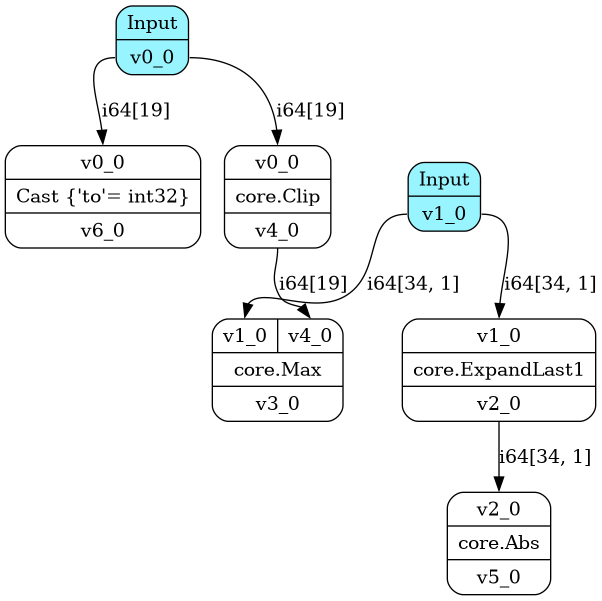 Input
v0_0
i64[19]
i64[19]
v0_0
Cast {'to'= int32}
v6_0
v0_0
core.Clip
v4_0
Input
v1_0
i64[19]
i64[34, 1]
i64[34, 1]
v1_0
v4_0
core.Max
v3_0
v1_0
core.ExpandLast1
v2_0
i64[34, 1]
v2_0
core.Abs
v5_0